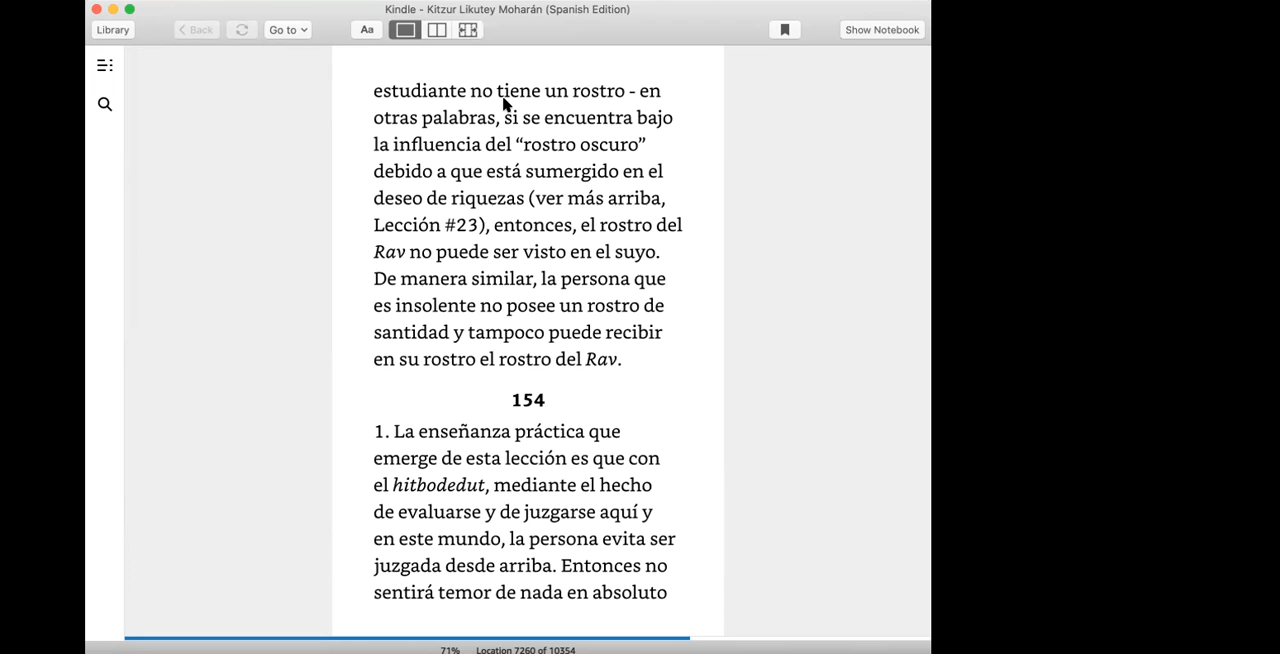 Kindle - Kitzur Likutey Moharán (Spanish Edition)
Library Back Go to Aa Show Notebook
estudiante no tiene un rostro - en
otras palabras, si se encuentra bajo
la influencia del “rostro oscuro”
debido a que está sumergido en el
deseo de riquezas (ver más arriba,
Lección #23), entonces, el rostro del
Rav no puede ser visto en el suyo.
De manera similar, la persona que
es insolente no posee un rostro de
santidad y tampoco puede recibir
en su rostro el rostro del Rav.
154
1. La enseñanza práctica que
emerge de esta lección es que con
el hitbodedut, mediante el hecho
de evaluarse y de juzgarse aquí y
en este mundo, la persona evita ser
juzgada desde arriba. Entonces no
sentirá temor de nada en absoluto
71% Location 7260 of 10354